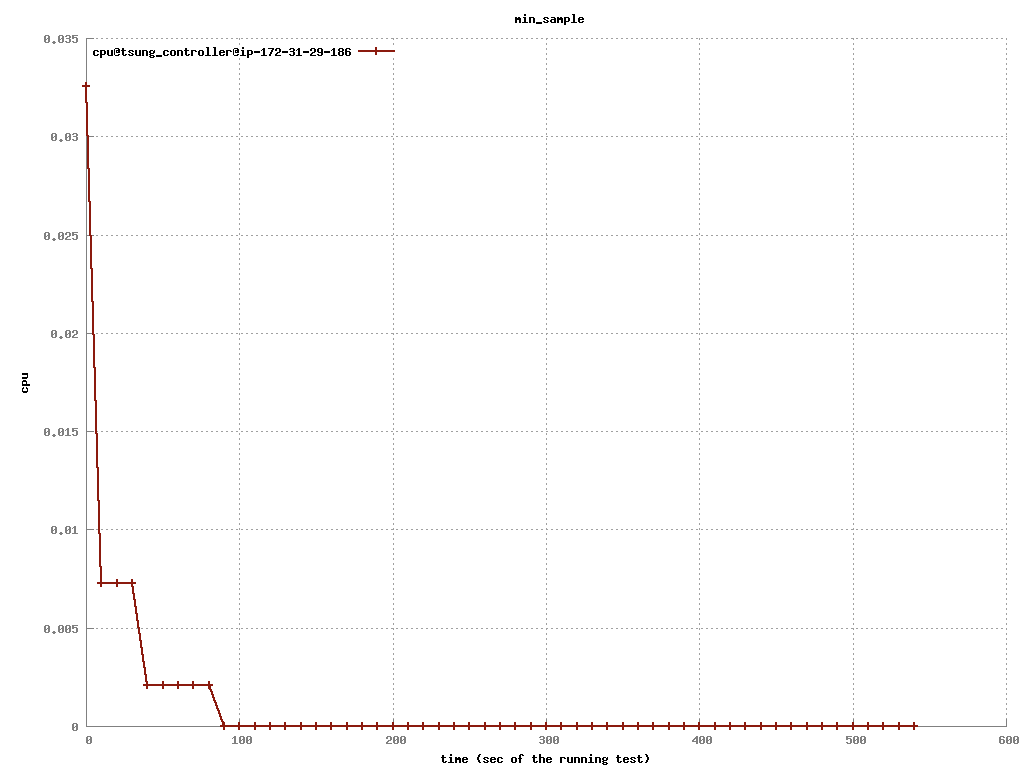 min_sample
cpu@tsung_controller@ip-172-31-29-186
0.035
0.03
0.025
0.02
0.015
0.01
0.005
0
cpu
0 100 200 300 400 500 600
time (sec of the running test)